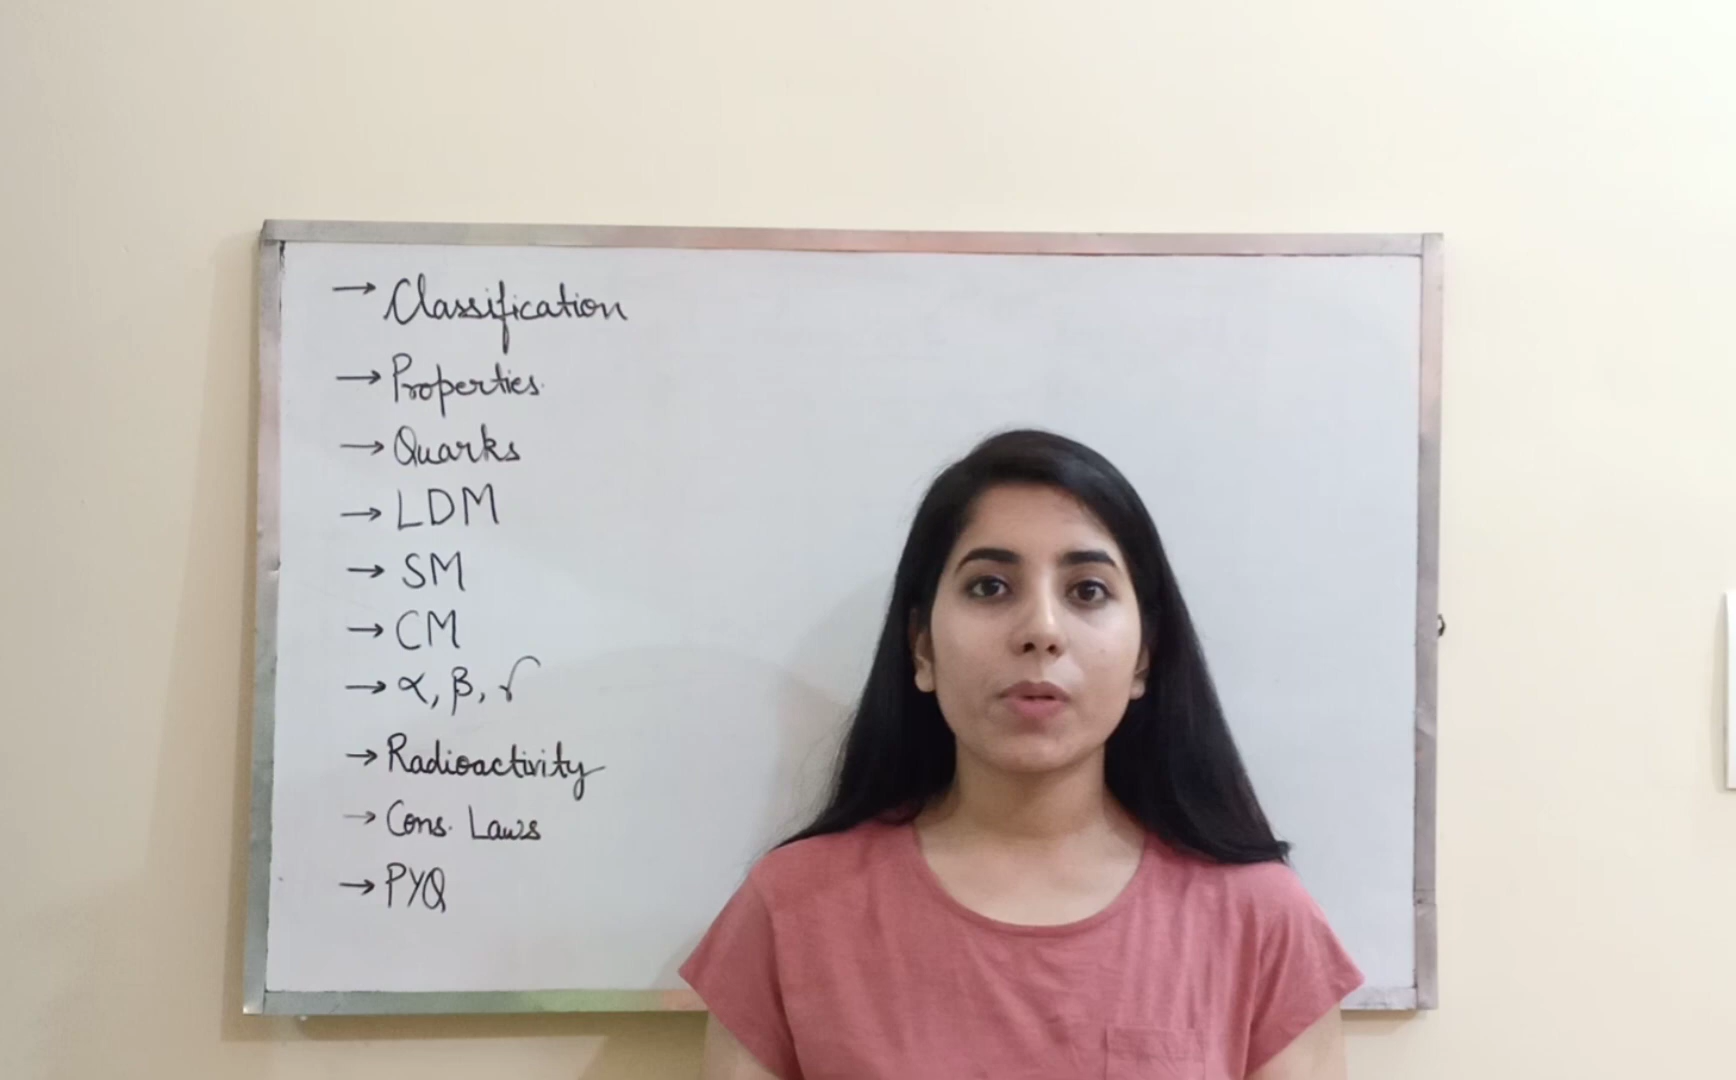 → Classification
→ Properties.
→ Quarks
→ LDM
→ SM
→ CM
→ α, β, γ
→ Radioactivity
→ Cons. Laws
→ PYQ